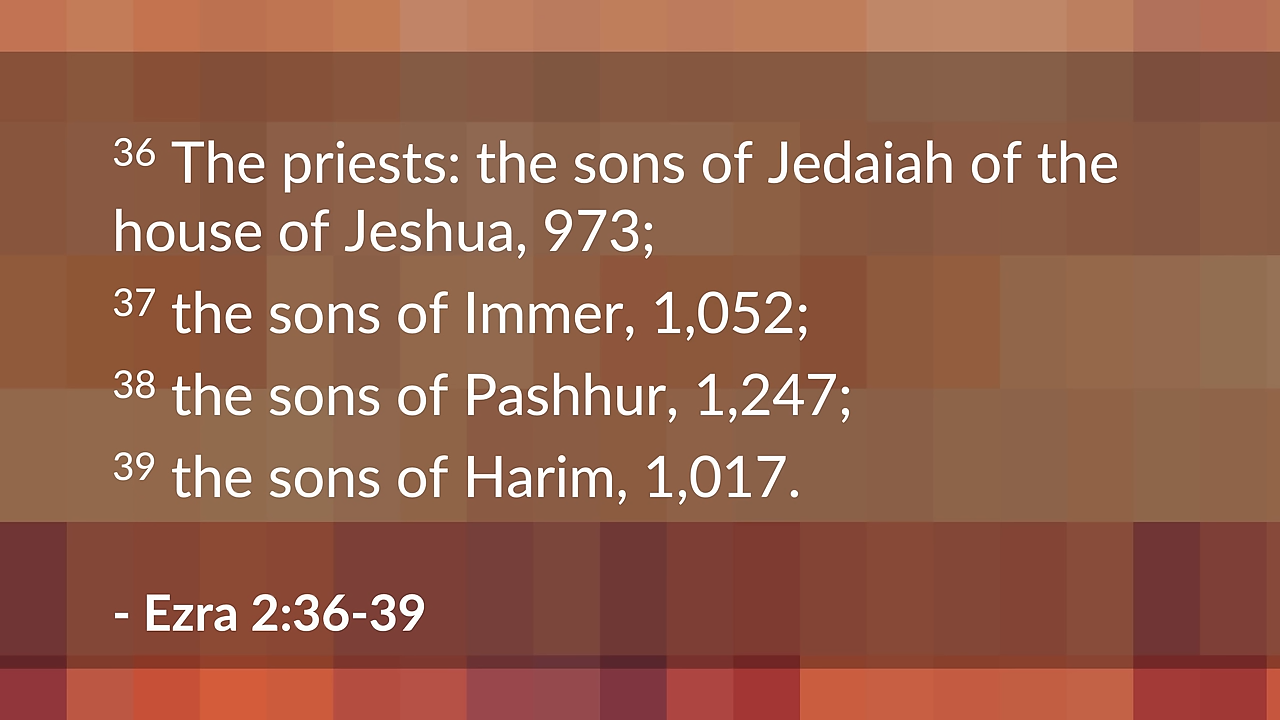 36 The priests: the sons of Jedaiah of the
house of Jeshua, 973;
37 the sons of Immer, 1,052;
38 the sons of Pashhur, 1,247;
39 the sons of Harim, 1,017.
- Ezra 2:36-39